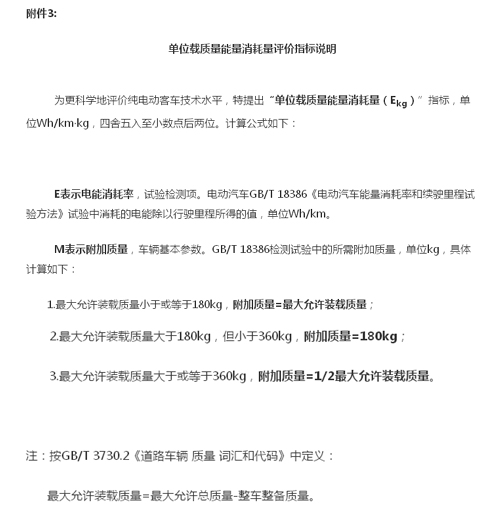 附件3:
单位载质量能量消耗量评价指标说明
为更科学地评价纯电动客车技术水平，特提出“单位载质量能量消耗量（Ekg）”指标，单
位Wh/km·kg，四舍五入至小数点后两位。计算公式如下：
E表示电能消耗率，试验检测项。电动汽车GB/T 18386《电动汽车能量消耗率和续驶里程试
验方法》试验中消耗的电能除以行驶里程所得的值，单位Wh/km。
M表示附加质量，车辆基本参数。GB/T 18386检测试验中的所需附加质量，单位kg，具体
计算如下：
1.最大允许装载质量小于或等于180kg，附加质量=最大允许装载质量；
2.最大允许装载质量大于180kg，但小于360kg，附加质量=180kg；
3.最大允许装载质量大于或等于360kg，附加质量=1/2最大允许装载质量。
注：按GB/T 3730.2《道路车辆 质量 词汇和代码》中定义：
最大允许装载质量=最大允许总质量-整车整备质量。